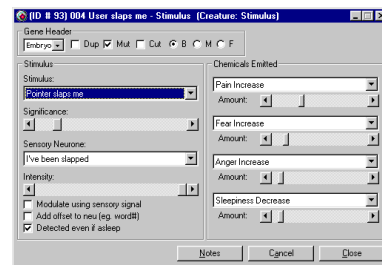 (ID # 93) 004 User slaps me - Stimulus (Creature: Stimulus)
Gene Header
Embryo Dup Mut Cut B M F
Stimulus
Stimulus:
Pointer slaps me
Significance:
Sensory Neurone:
I've been slapped
Intensity:
Modulate using sensory signal
Add offset to neu (eg. word#)
Detected even if asleep
Chemicals Emitted
Pain Increase
Amount:
Fear Increase
Amount:
Anger Increase
Amount:
Sleepiness Decrease
Amount:
Notes Cancel Close